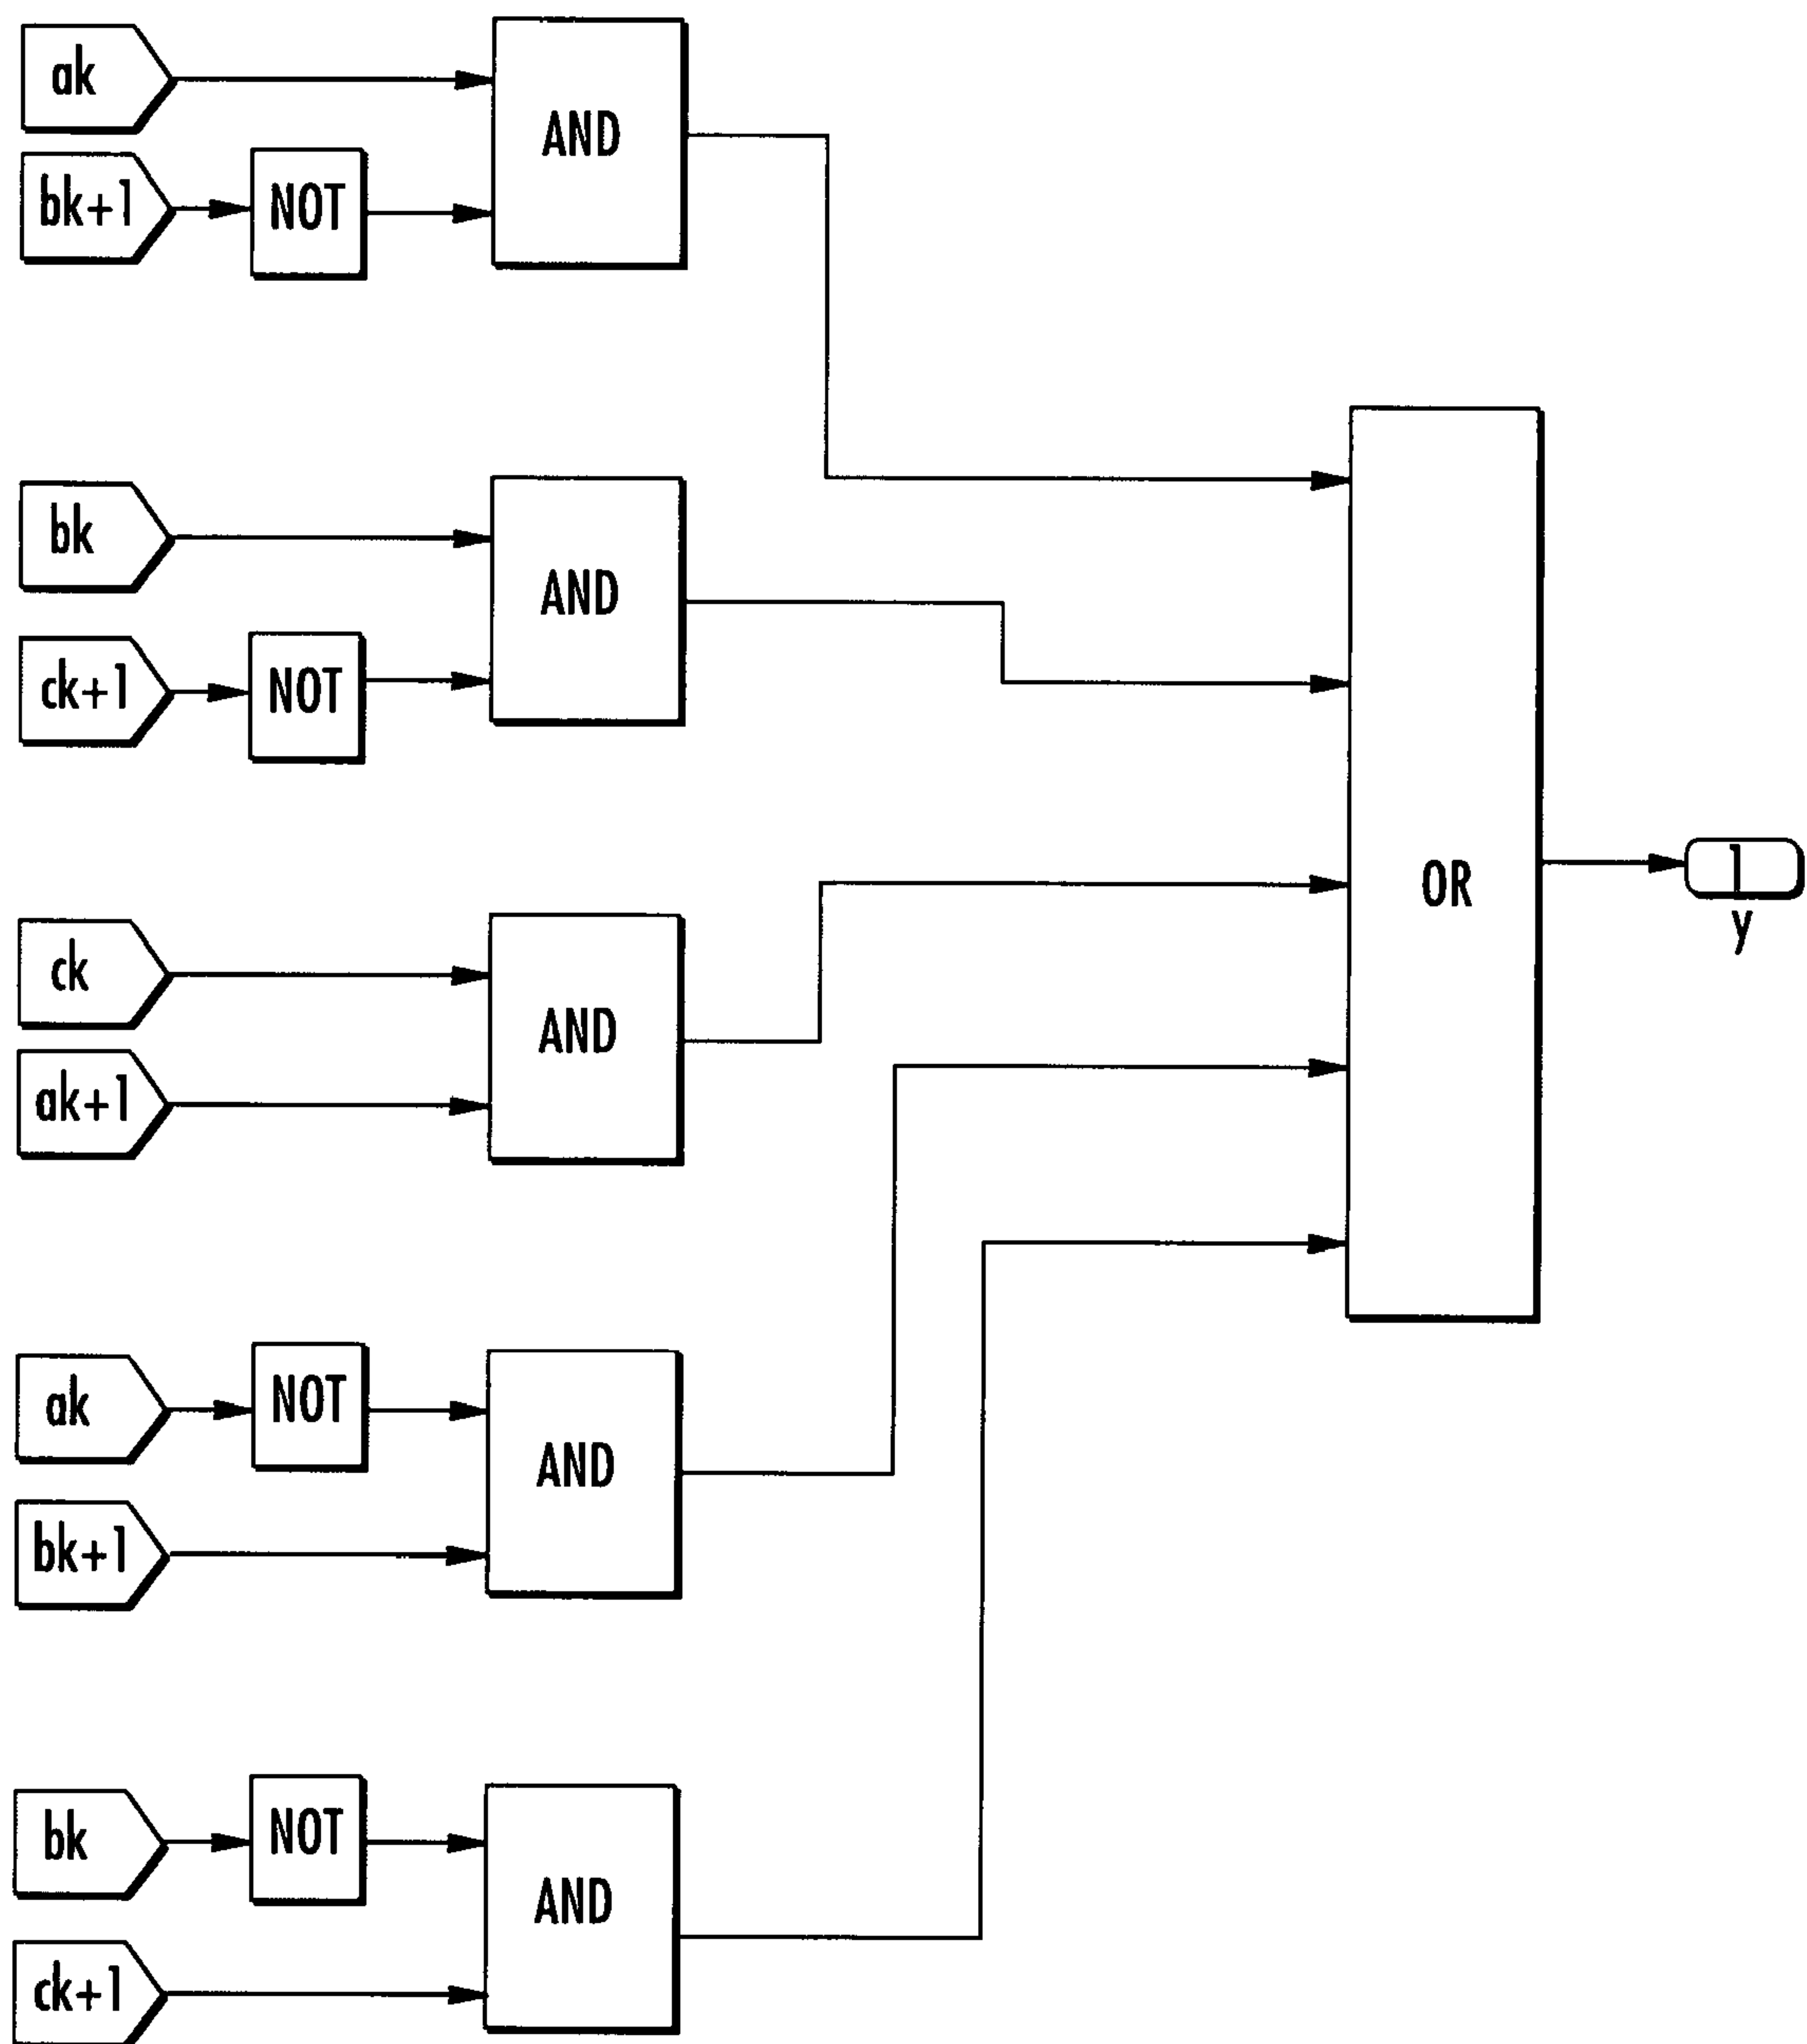 ak
AND
bk+1
NOT
bk
AND
ck+1
NOT
OR
1
y
ck
AND
ak+1
ak
NOT
AND
bk+1
bk
NOT
AND
ck+1